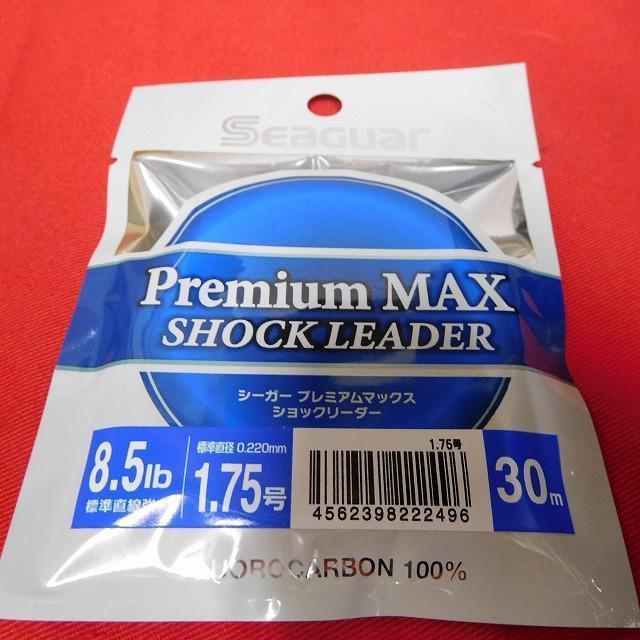 Seaguar
Premium MAX
SHOCK LEADER
シーガー プレミアムマックス
ショックリーダー
8.5lb
標準直線強
標準直径 0.220mm
1.75号
1.75号
4562398222496
30m
UOROCARBON 100%